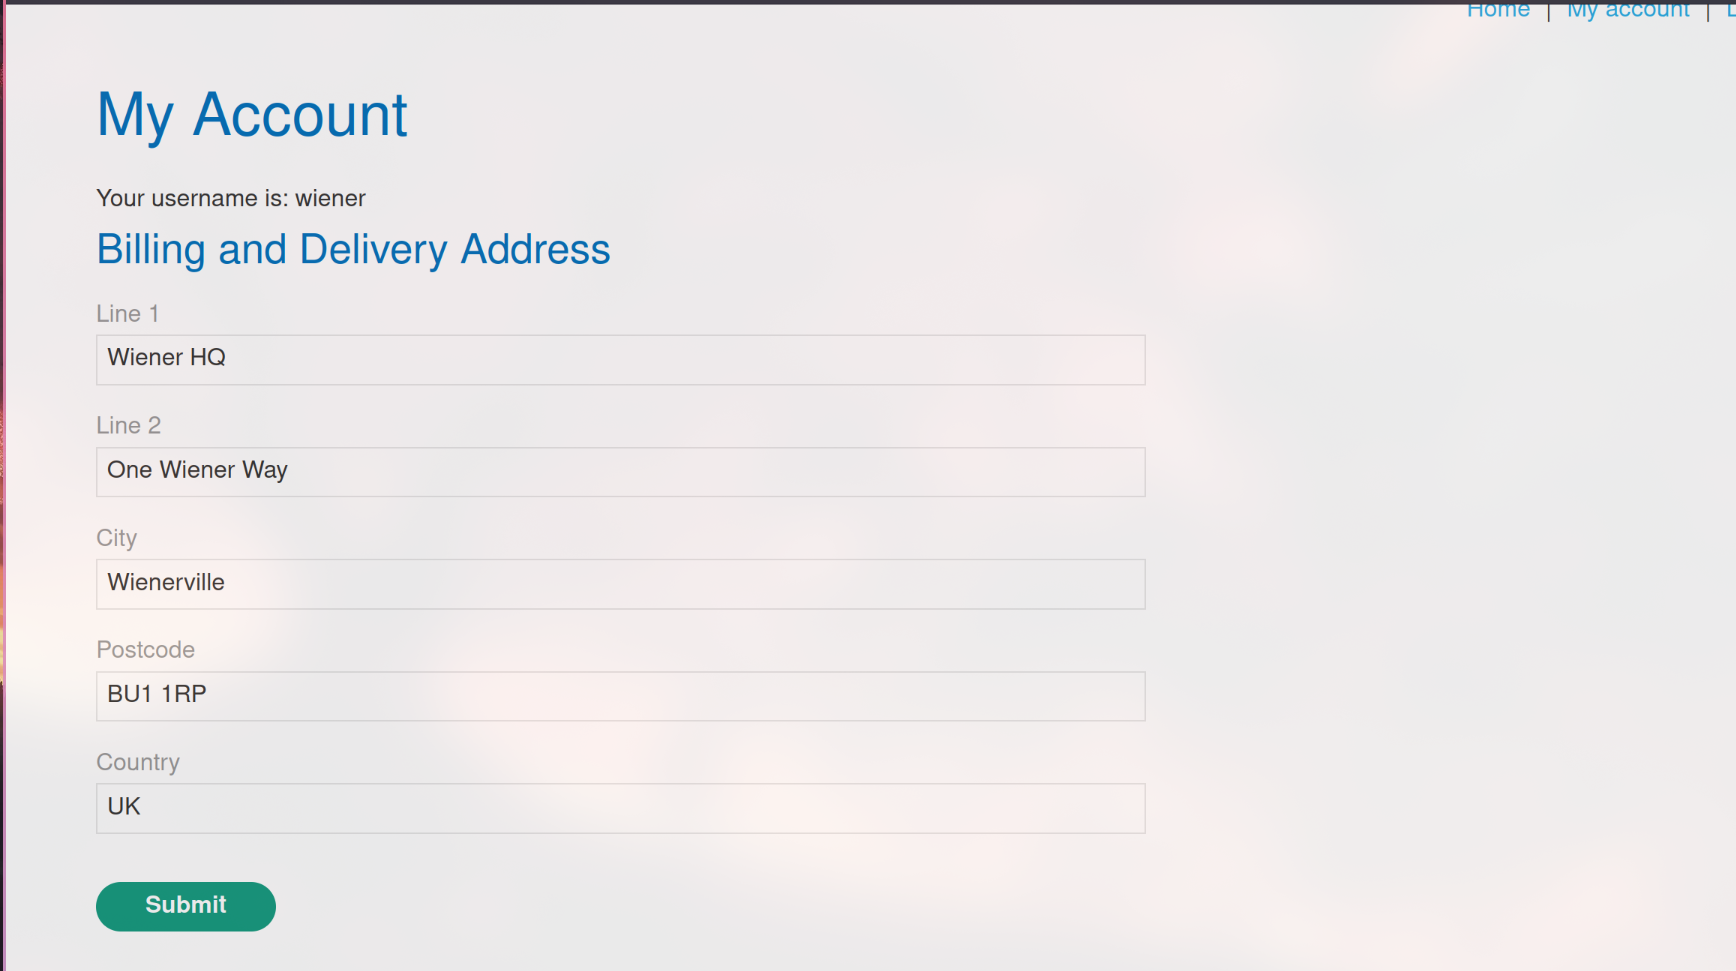 Home | My account |
My Account
Your username is: wiener
Billing and Delivery Address
Line 1
Wiener HQ
Line 2
One Wiener Way
City
Wienerville
Postcode
BU1 1RP
Country
UK
Submit